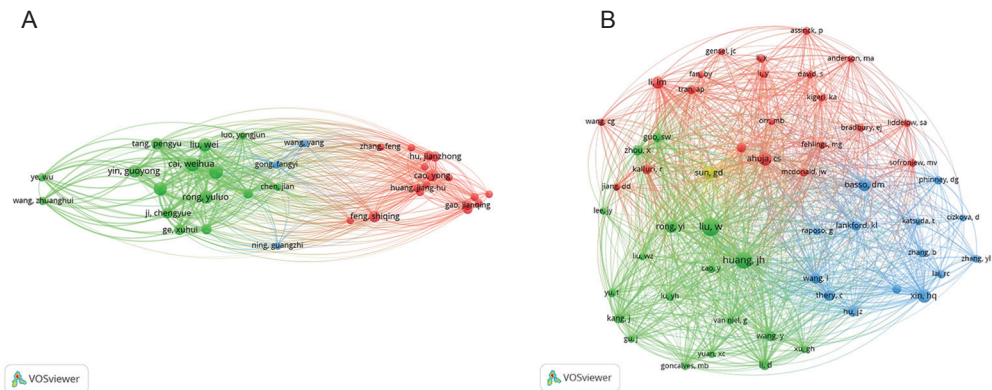 A
luo, yongjun
tang, pengyu
liu, wei
wang, yang
zhang, feng
hu, jianzhong
cai, weihua
gong, fangyi
yin, guoyong
cao, yong
ye, wu
chen, jian
huang, jiang-hu
wang, zhuanghui
rong, yuluo
gao, jianqing
ji, chengyue
feng, shiqing
ge, xuhui
ning, guangzhi
VOSviewer
B
assinck, p
gensel, jc
li, x
anderson, ma
fan, by
li, y
david, s
li, lm
tran, ap
kigerl, ka
wang, cg
orr, mb
liddelow, sa
guo, sw
bradbury, ej
zhou, x
fehlings, mg
ahuja, cs
sofroniew, mv
kalluri, r
mcdonald, jw
sun, gd
jiang, dd
basso, dm
phinney, dg
lee, jy
rong, yi
liu, w
lankford, kl
katsuda, t
cizkova, d
raposo, g
liu, wz
huang, jh
zhang, b
zhang, yl
cao, y
lai, rc
wang, l
yu, t
lu, yh
thery, c
xin, hq
kang, j
hu, jz
van niel, g
gu, j
wang, y
xu, gh
yuan, xc
goncalves, mb
li, d
VOSviewer